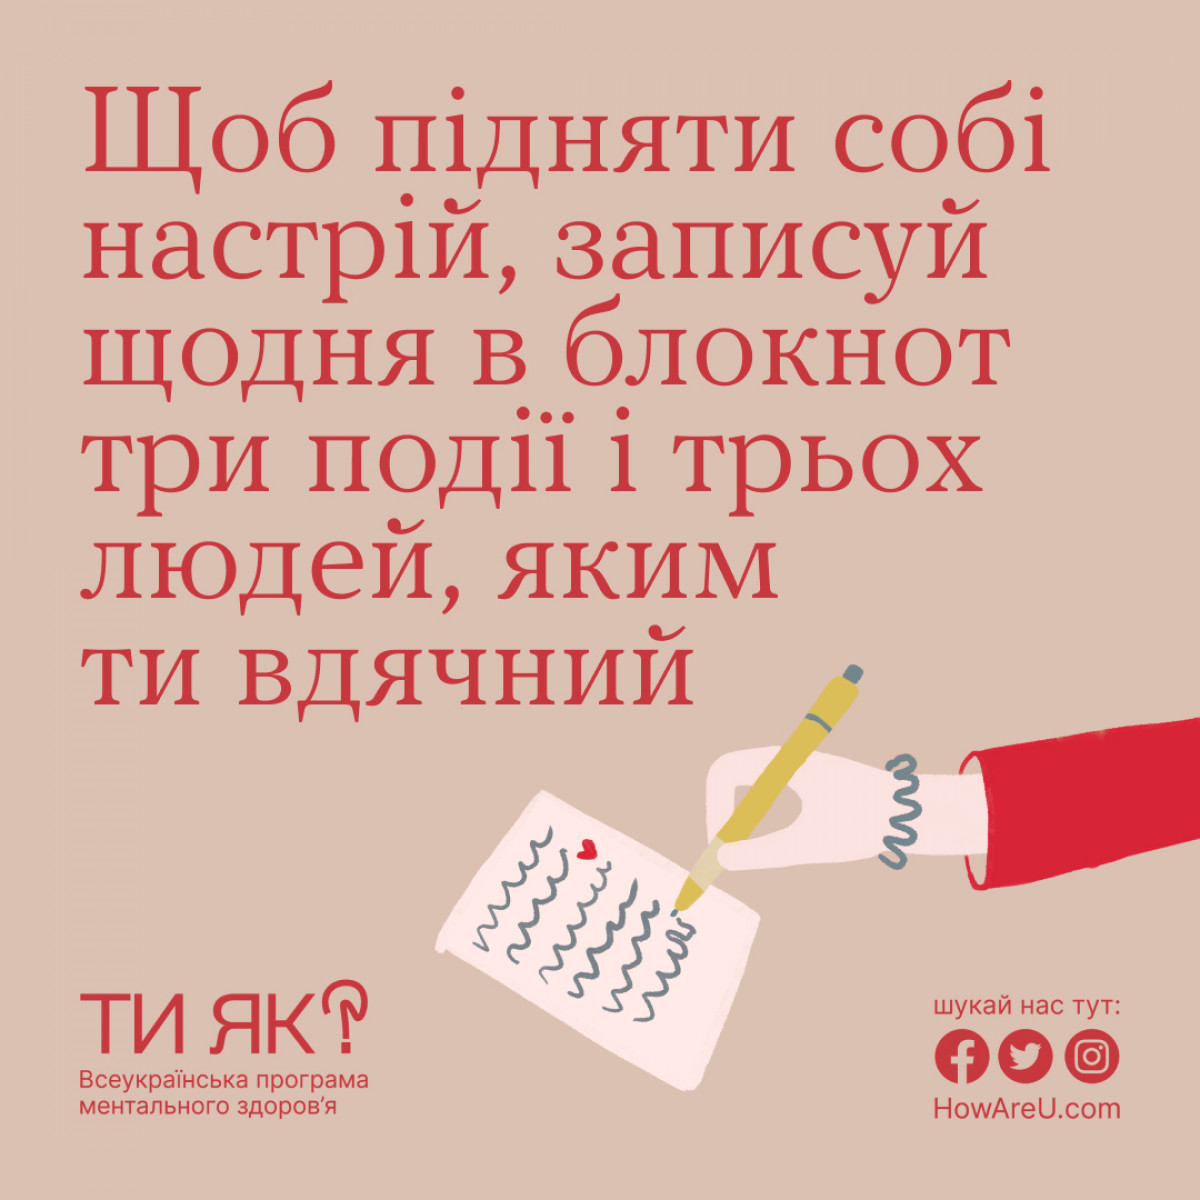 Щоб підняти собі
настрій, записуй
щодня в блокнот
три події і трьох
людей, яким
ти вдячний
ТИ ЯК?
Всеукраїнська програма
ментального здоров'я
шукай нас тут:
HowAreU.com